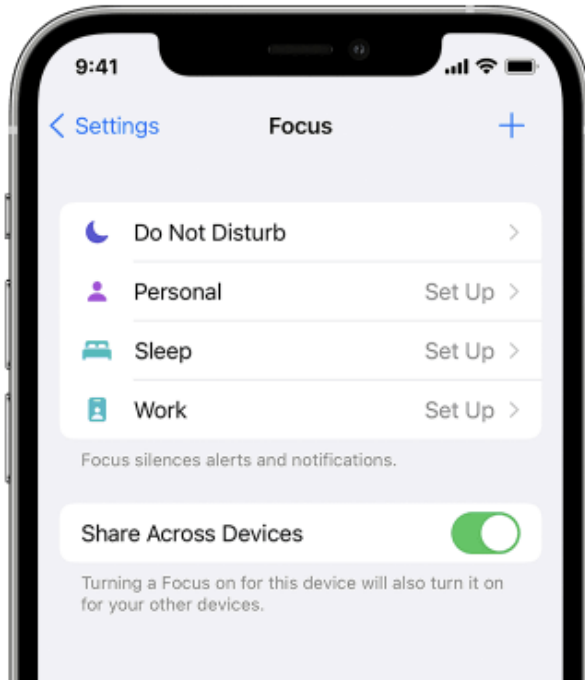 9:41
Settings
Focus
Do Not Disturb
Personal
Set Up
Sleep
Set Up
Work
Set Up
Focus silences alerts and notifications.
Share Across Devices
Turning a Focus on for this device will also turn it on
for your other devices.